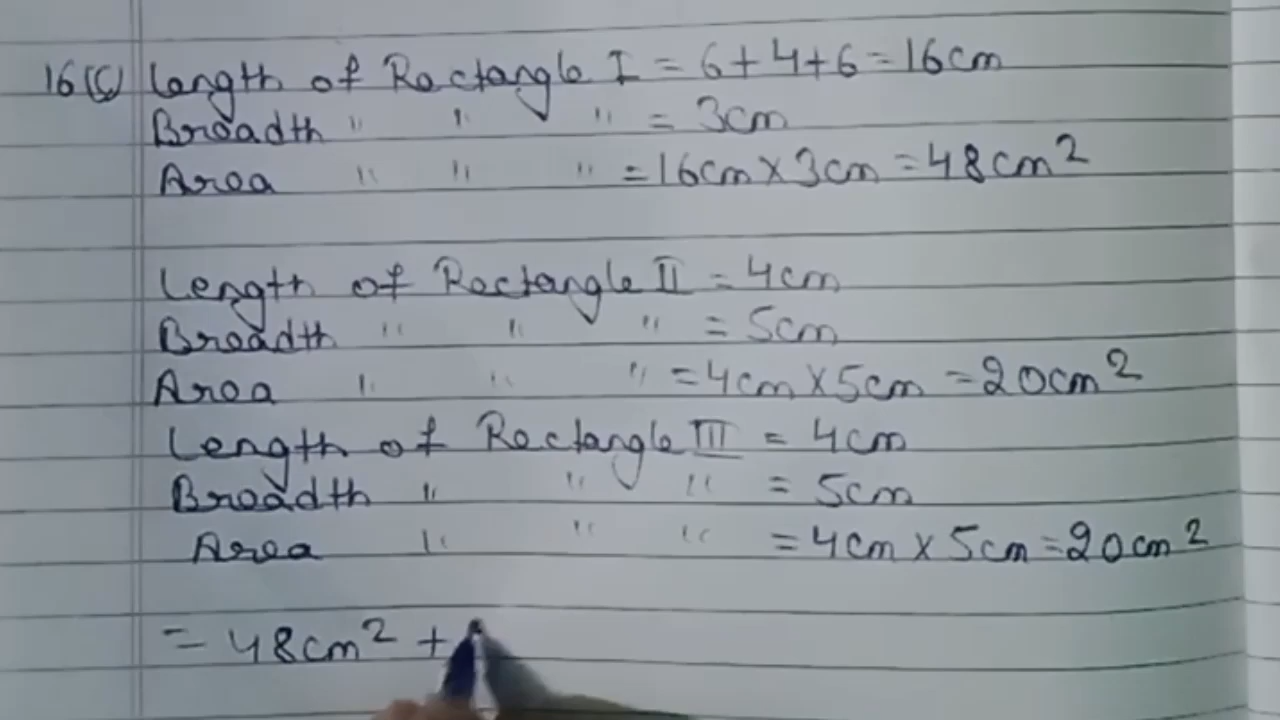 16(c) Length of Rectangle I = 6+4+6=16cm
Breadth " " " = 3cm
Area " " " =16cm×3cm=48cm²
Length of Rectangle II = 4cm
Breadth " " " = 5cm
Area " " " =4cm×5cm=20cm²
Length of Rectangle III = 4cm
Breadth " " " = 5cm
Area " " " =4cm×5cm=20cm²
= 48cm² +